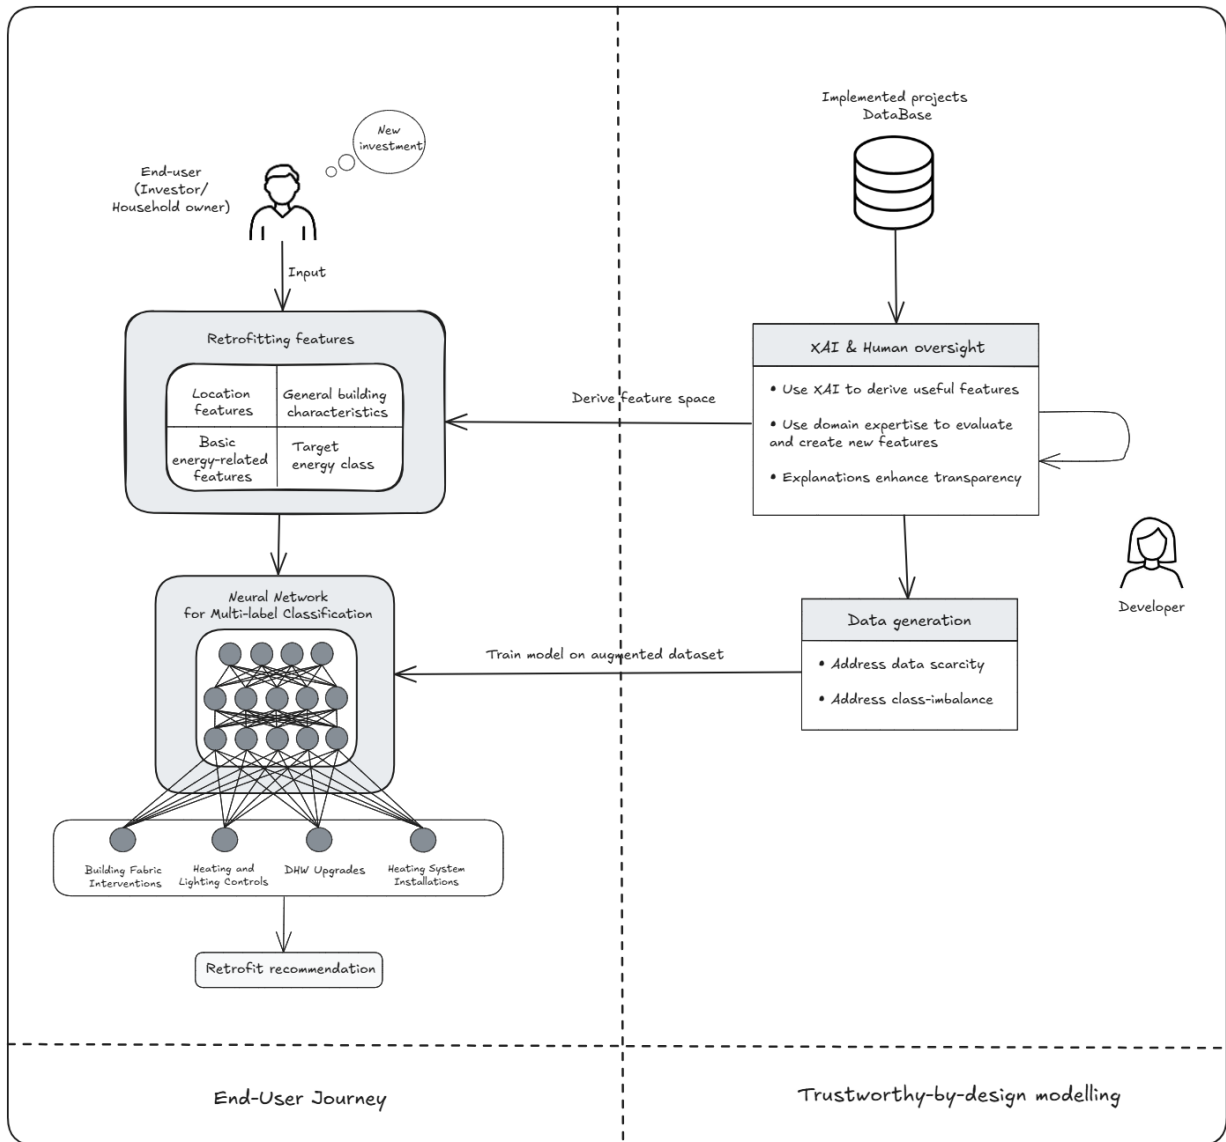 New
investment
End-user
(Investor/
Household owner)
Input
Retrofitting features
Location
features
General building
characteristics
Basic
energy-related
features
Target
energy class
Neural Network
for Multi-label Classification
Building Fabric
Interventions
Heating and
Lighting Controls
DHW Upgrades
Heating System
Installations
Retrofit recommendation
End-User Journey
Derive feature space
Train model on augmented dataset
Implemented projects
DataBase
XAI & Human oversight
• Use XAI to derive useful features
• Use domain expertise to evaluate
and create new features
• Explanations enhance transparency
Developer
Data generation
• Address data scarcity
• Address class-imbalance
Trustworthy-by-design modelling